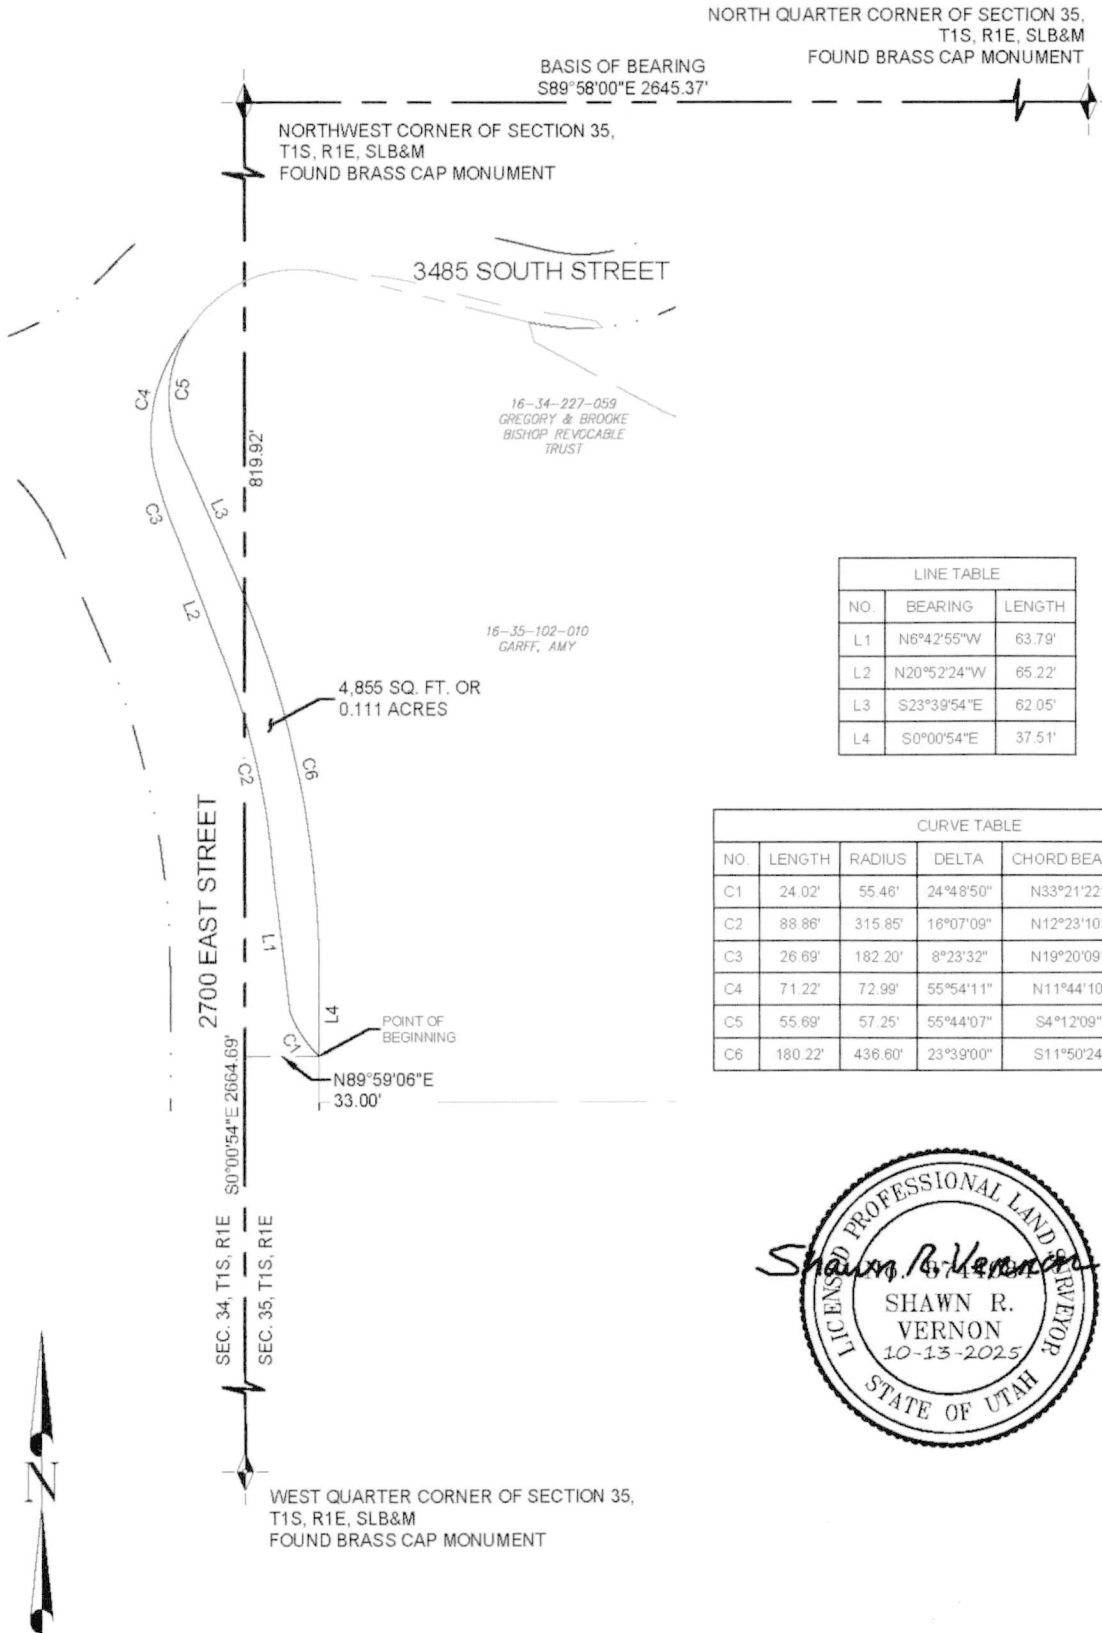 NORTH QUARTER CORNER OF SECTION 35,
T1S, R1E, SLB&M
FOUND BRASS CAP MONUMENT
BASIS OF BEARING
S89°58'00"E 2645.37'
NORTHWEST CORNER OF SECTION 35,
T1S, R1E, SLB&M
FOUND BRASS CAP MONUMENT
3485 SOUTH STREET
C4
C5
16-34-227-059
GREGORY & BROOKE
BISHOP REVOCABLE
TRUST
819.92'
L3
C3
L2
16-35-102-010
GARFF, AMY
4,855 SQ. FT. OR
0.111 ACRES
C2
C6
2700 EAST STREET
L1
L4
C1
POINT OF
BEGINNING
N89°59'06"E
33.00'
S0°00'54"E 2664.69'
SEC. 34, T1S, R1E
SEC. 35, T1S, R1E
N
WEST QUARTER CORNER OF SECTION 35,
T1S, R1E, SLB&M
FOUND BRASS CAP MONUMENT
LINE TABLE
NO. BEARING LENGTH
L1 N6°42'55"W 63.79'
L2 N20°52'24"W 65.22'
L3 S23°39'54"E 62.05'
L4 S0°00'54"E 37.51'
CURVE TABLE
NO. LENGTH RADIUS DELTA CHORD BEA
C1 24.02' 55.46' 24°48'50" N33°21'22
C2 88.86' 315.85' 16°07'09" N12°23'10
C3 26.69' 182.20' 8°23'32" N19°20'09
C4 71.22' 72.99' 55°54'11" N11°44'10
C5 55.69' 57.25' 55°44'07" S4°12'09"
C6 180.22' 436.60' 23°39'00" S11°50'24
LICENSED PROFESSIONAL LAND SURVEYOR
Shawn R. Vernon
No.
SHAWN R.
VERNON
10-13-2025
STATE OF UTAH